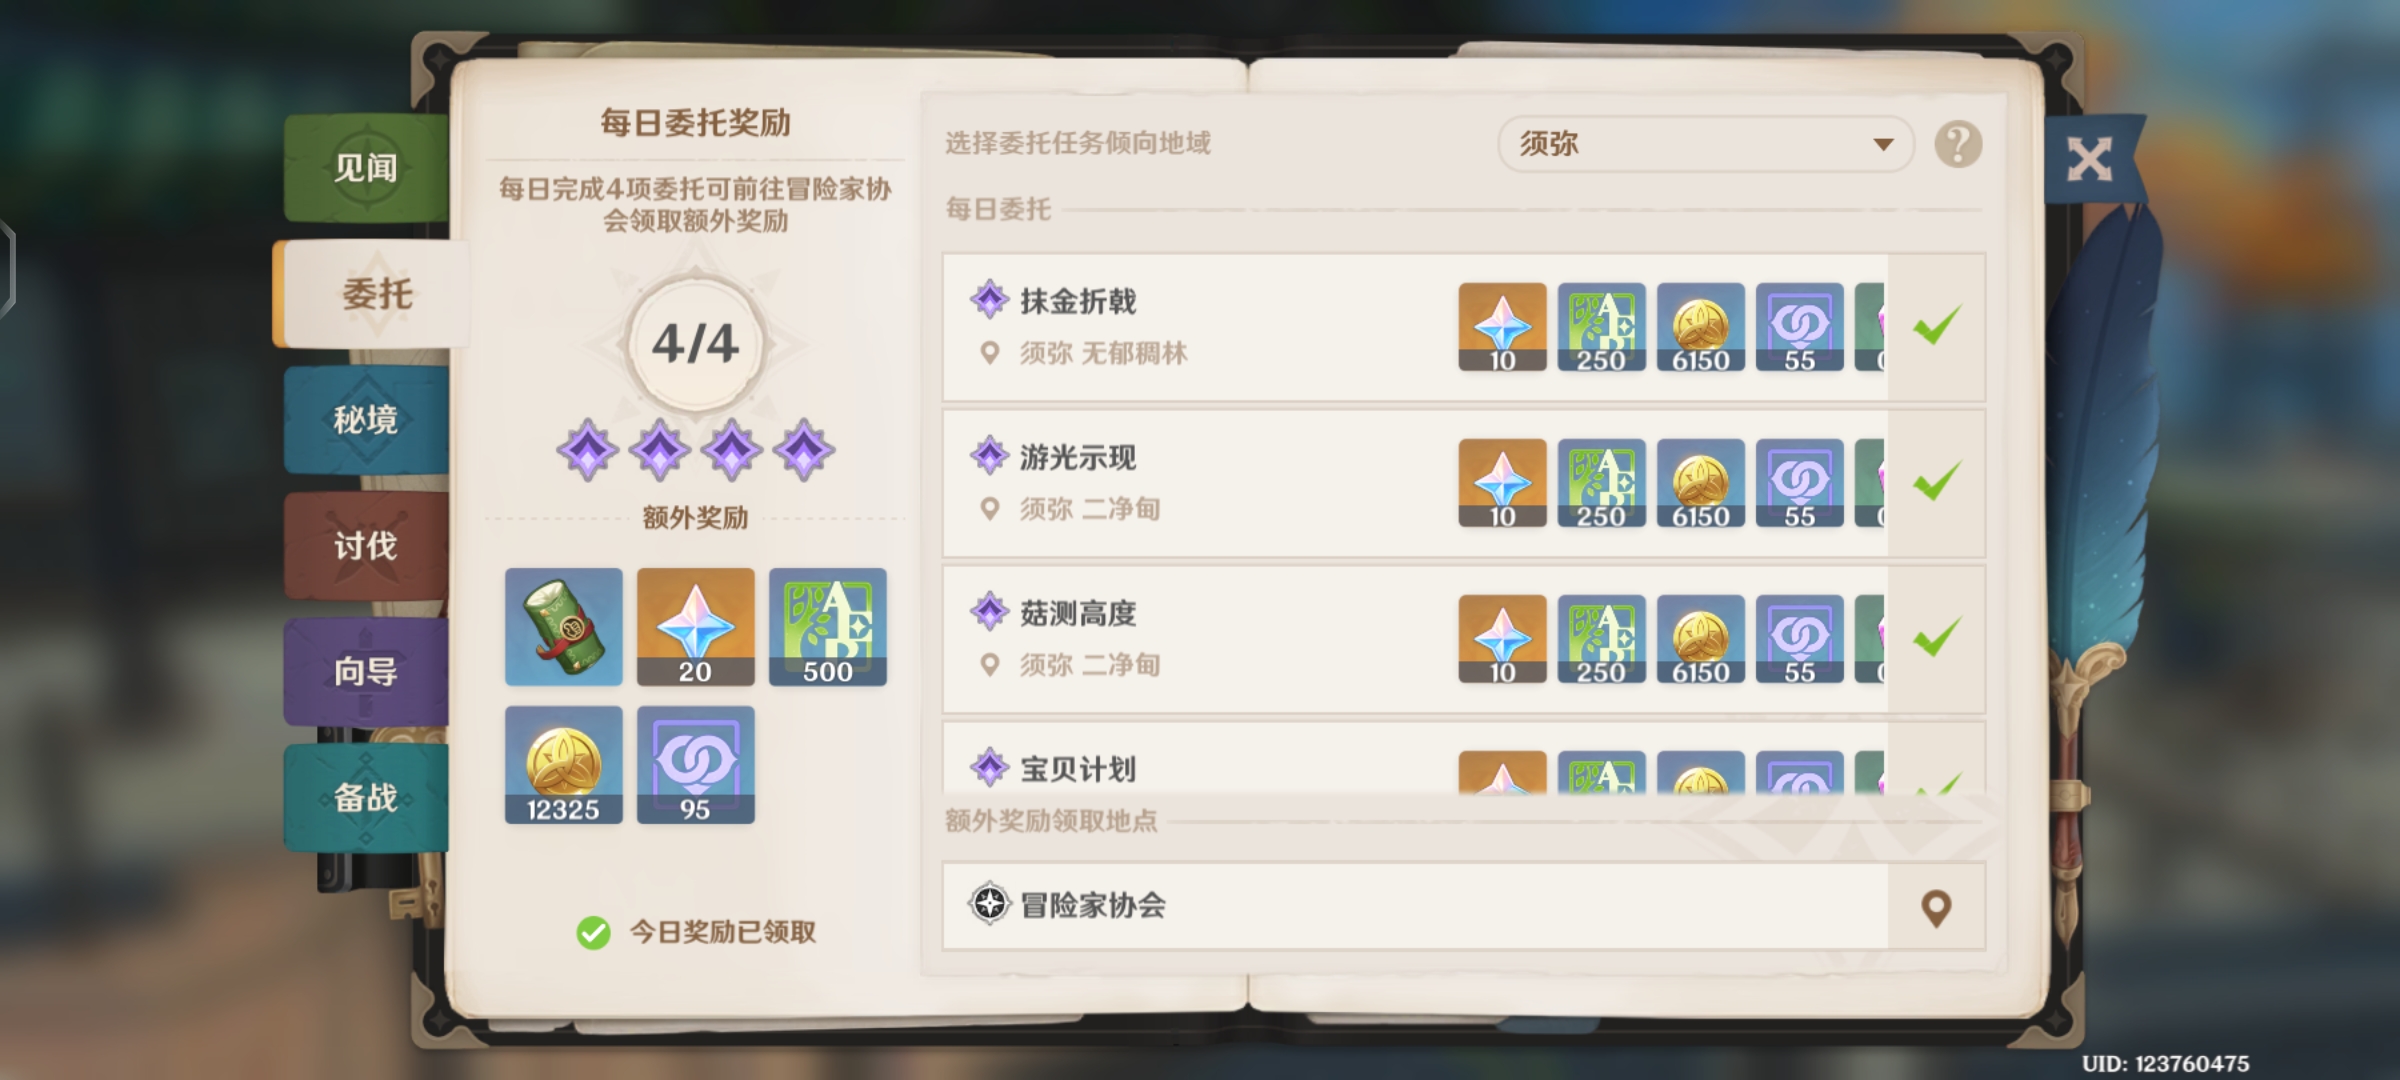 见闻
委托
秘境
讨伐
向导
备战
每日委托奖励
每日完成4项委托可前往冒险家协
会领取额外奖励
4/4
额外奖励
20
500
12325
95
今日奖励已领取
选择委托任务倾向地域
须弥
?
每日委托
抹金折戟
须弥 无郁稠林
10
250
6150
55
游光示现
须弥 二净甸
10
250
6150
55
菇测高度
须弥 二净甸
10
250
6150
55
宝贝计划
额外奖励领取地点
冒险家协会
UID: 123760475